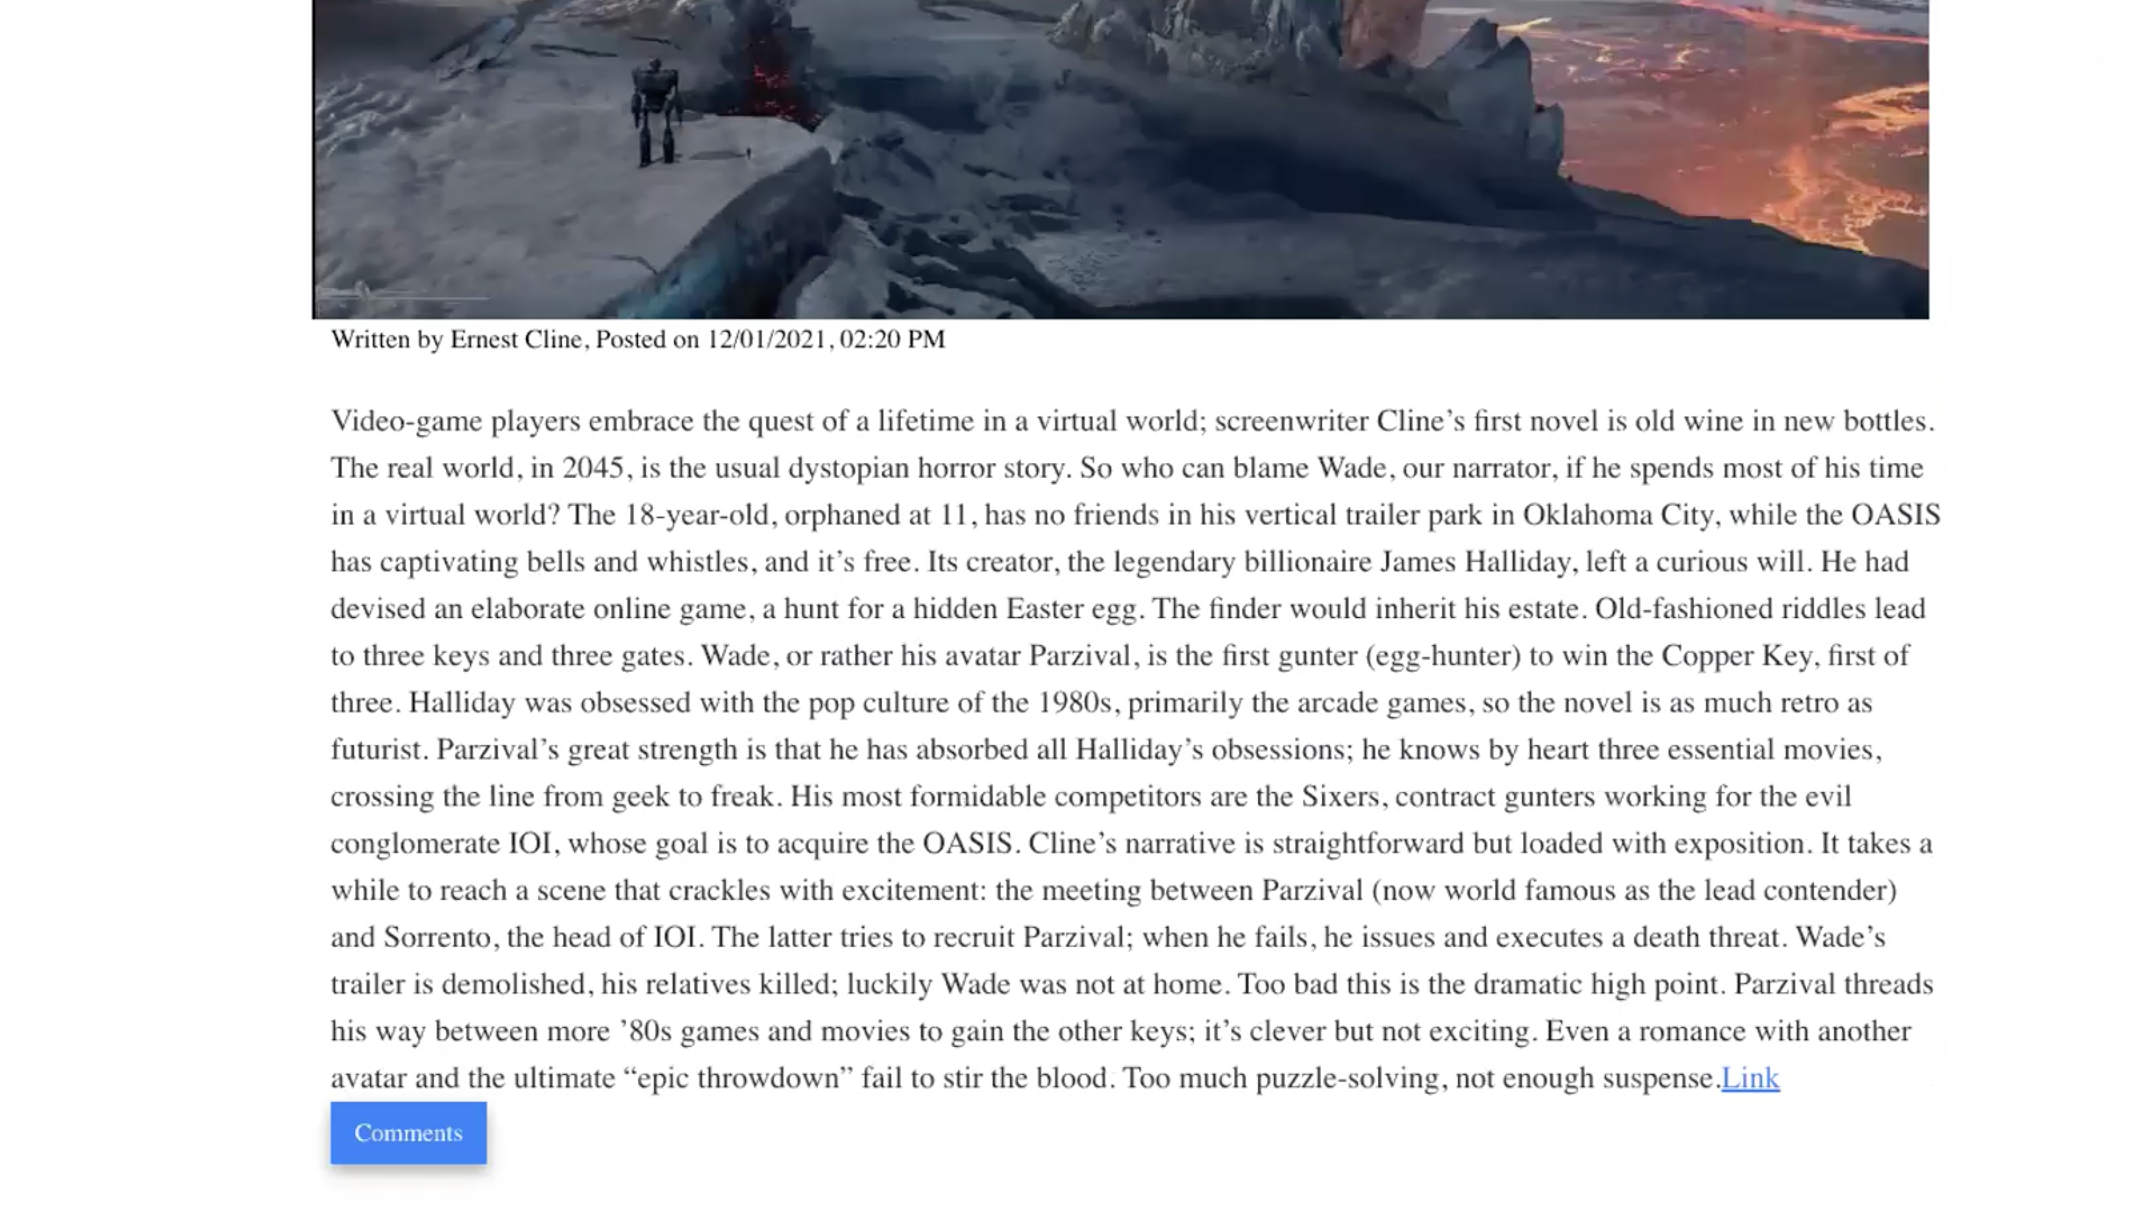 Written by Ernest Cline, Posted on 12/01/2021, 02:20 PM
Video-game players embrace the quest of a lifetime in a virtual world; screenwriter Cline’s first novel is old wine in new bottles.
The real world, in 2045, is the usual dystopian horror story. So who can blame Wade, our narrator, if he spends most of his time
in a virtual world? The 18-year-old, orphaned at 11, has no friends in his vertical trailer park in Oklahoma City, while the OASIS
has captivating bells and whistles, and it’s free. Its creator, the legendary billionaire James Halliday, left a curious will. He had
devised an elaborate online game, a hunt for a hidden Easter egg. The finder would inherit his estate. Old-fashioned riddles lead
to three keys and three gates. Wade, or rather his avatar Parzival, is the first gunter (egg-hunter) to win the Copper Key, first of
three. Halliday was obsessed with the pop culture of the 1980s, primarily the arcade games, so the novel is as much retro as
futurist. Parzival’s great strength is that he has absorbed all Halliday’s obsessions; he knows by heart three essential movies,
crossing the line from geek to freak. His most formidable competitors are the Sixers, contract gunters working for the evil
conglomerate IOI, whose goal is to acquire the OASIS. Cline’s narrative is straightforward but loaded with exposition. It takes a
while to reach a scene that crackles with excitement: the meeting between Parzival (now world famous as the lead contender)
and Sorrento, the head of IOI. The latter tries to recruit Parzival; when he fails, he issues and executes a death threat. Wade’s
trailer is demolished, his relatives killed; luckily Wade was not at home. Too bad this is the dramatic high point. Parzival threads
his way between more ’80s games and movies to gain the other keys; it’s clever but not exciting. Even a romance with another
avatar and the ultimate “epic throwdown” fail to stir the blood. Too much puzzle-solving, not enough suspense.Link
Comments